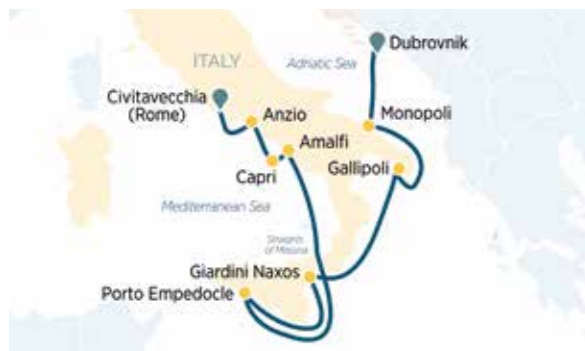 Dubrovnik
ITALY
Adriatic Sea
Civitavecchia
(Rome)
Anzio
Monopoli
Amalfi
Capri
Gallipoli
Mediterranean Sea
Straits
of Messina
Giardini Naxos
Porto Empedocle